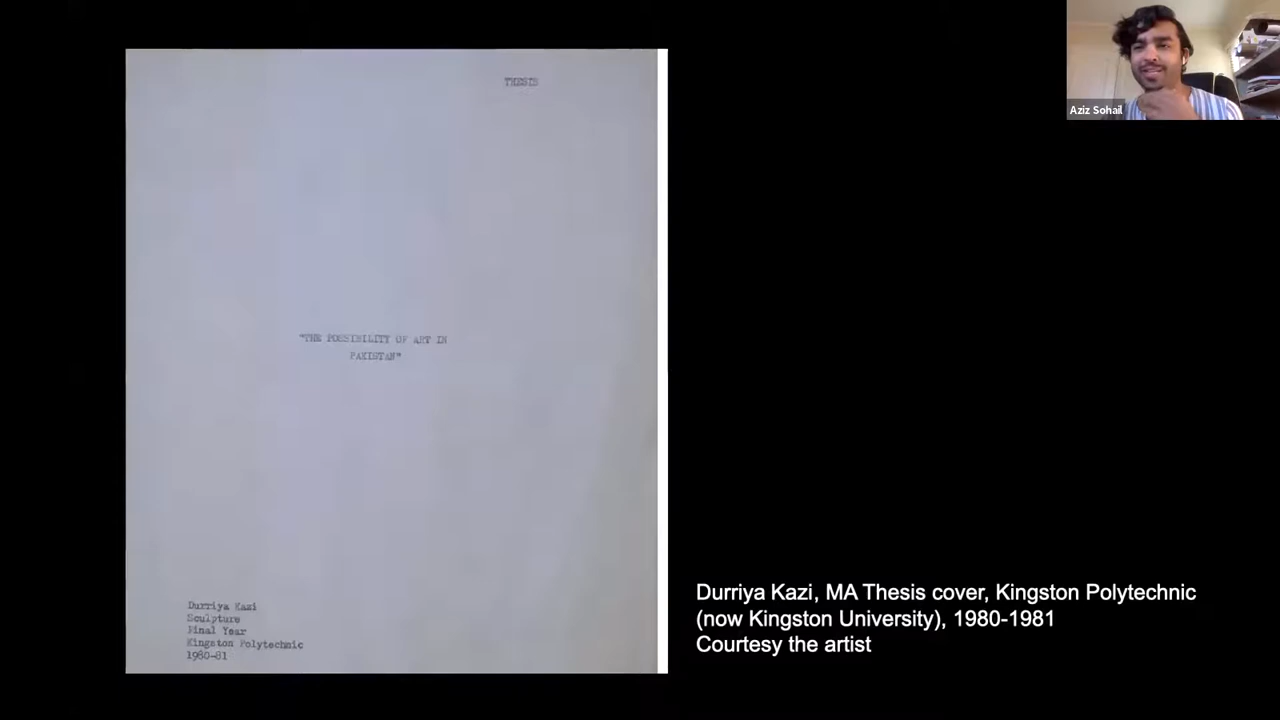 THESIS
"THE POSSIBILITY OF ART IN
PAKISTAN"
Durriya Kazi
Sculpture
Final Year
Kingston Polytechnic
1980-81
Durriya Kazi, MA Thesis cover, Kingston Polytechnic
(now Kingston University), 1980-1981
Courtesy the artist
Aziz Sohail